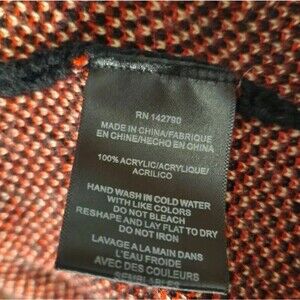 RN 142790
MADE IN CHINA/FABRIQUE
EN CHINE/HECHO EN CHINA
100% ACRYLIC/ACRYLIQUE/
ACRILICO
HAND WASH IN COLD WATER
WITH LIKE COLORS
DO NOT BLEACH
RESHAPE AND LAY FLAT TO DRY
DO NOT IRON
LAVAGE A LA MAIN DANS
L'EAU FROIDE
AVEC DES COULEURS
SEMBLABLES